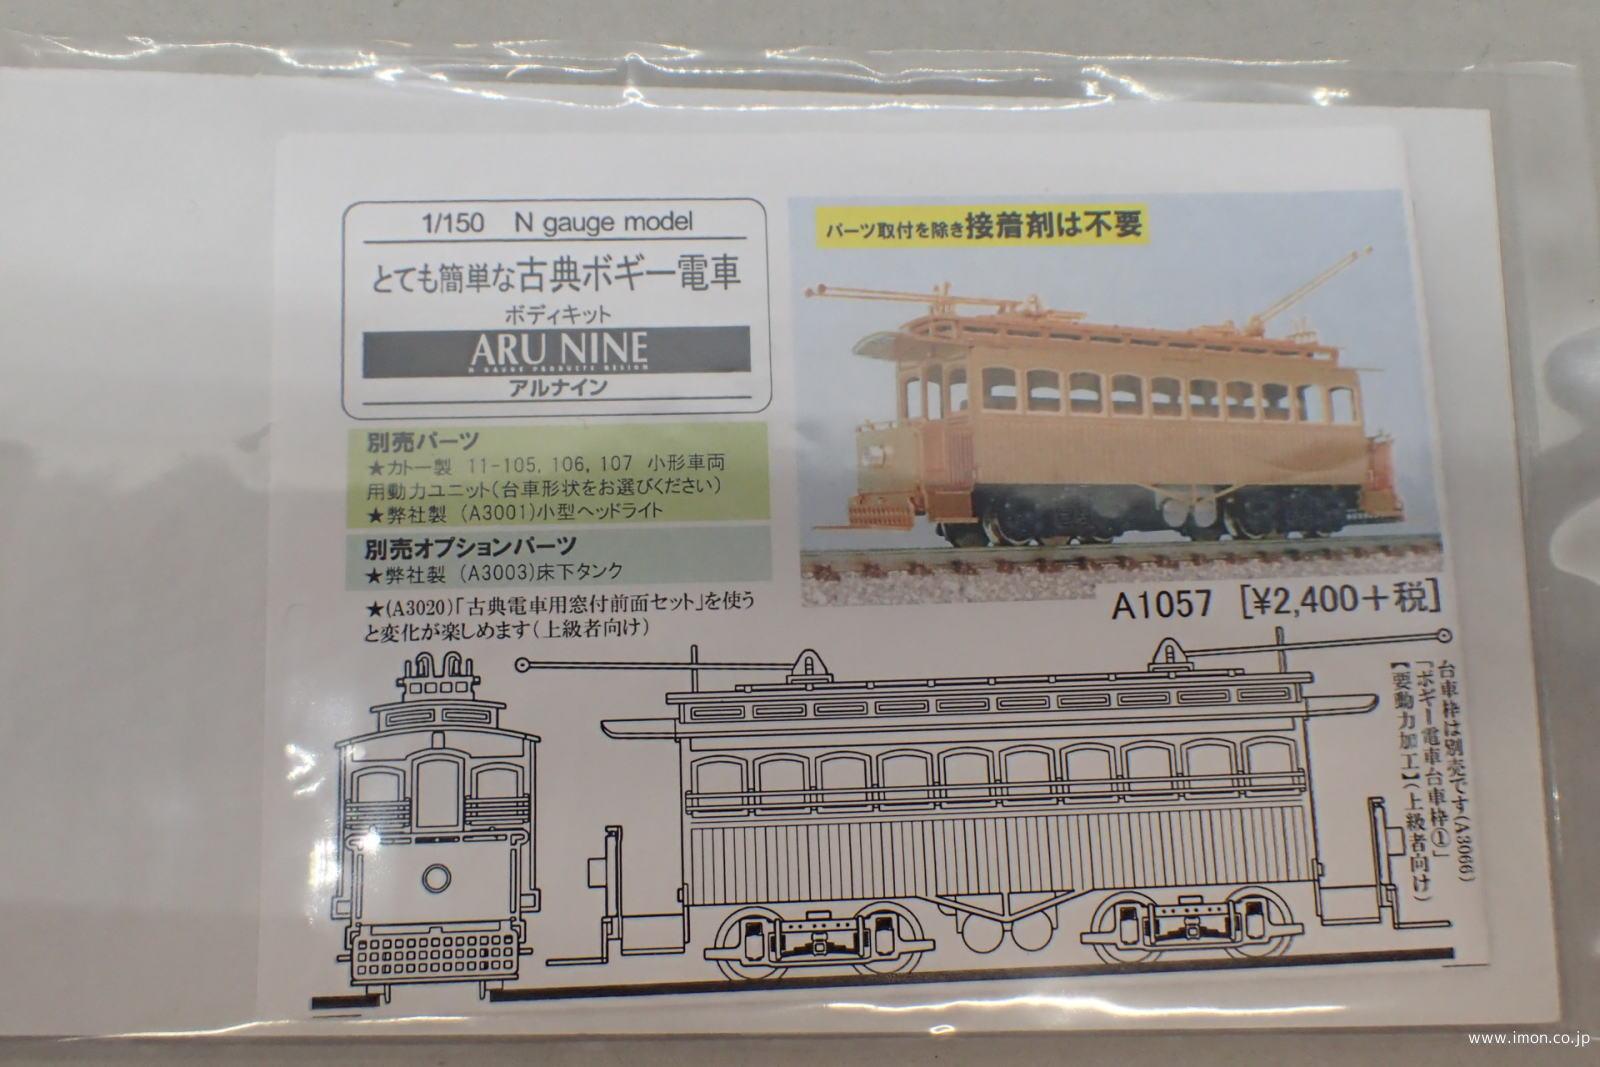 1/150 N gauge model
とても簡単な古典ボギー電車
ボディキット
ARU NINE
N GAUGE PRODUCTS DESIGN
アルナイン
パーツ取付を除き接着剤は不要
別売パーツ
★カトー製 11-105, 106, 107 小形車両
用動力ユニット(台車形状をお選びください)
★弊社製 (A3001)小型ヘッドライト
別売オプションパーツ
★弊社製 (A3003)床下タンク
★(A3020)「古典電車用窓付前面セット」を使う
と変化が楽しめます(上級者向け)
A1057 [¥2,400+税]
台車枠は別売です(A3066)
「ボギー電車台車枠①」
【要動力加工】(上級者向け)
www.imon.co.jp